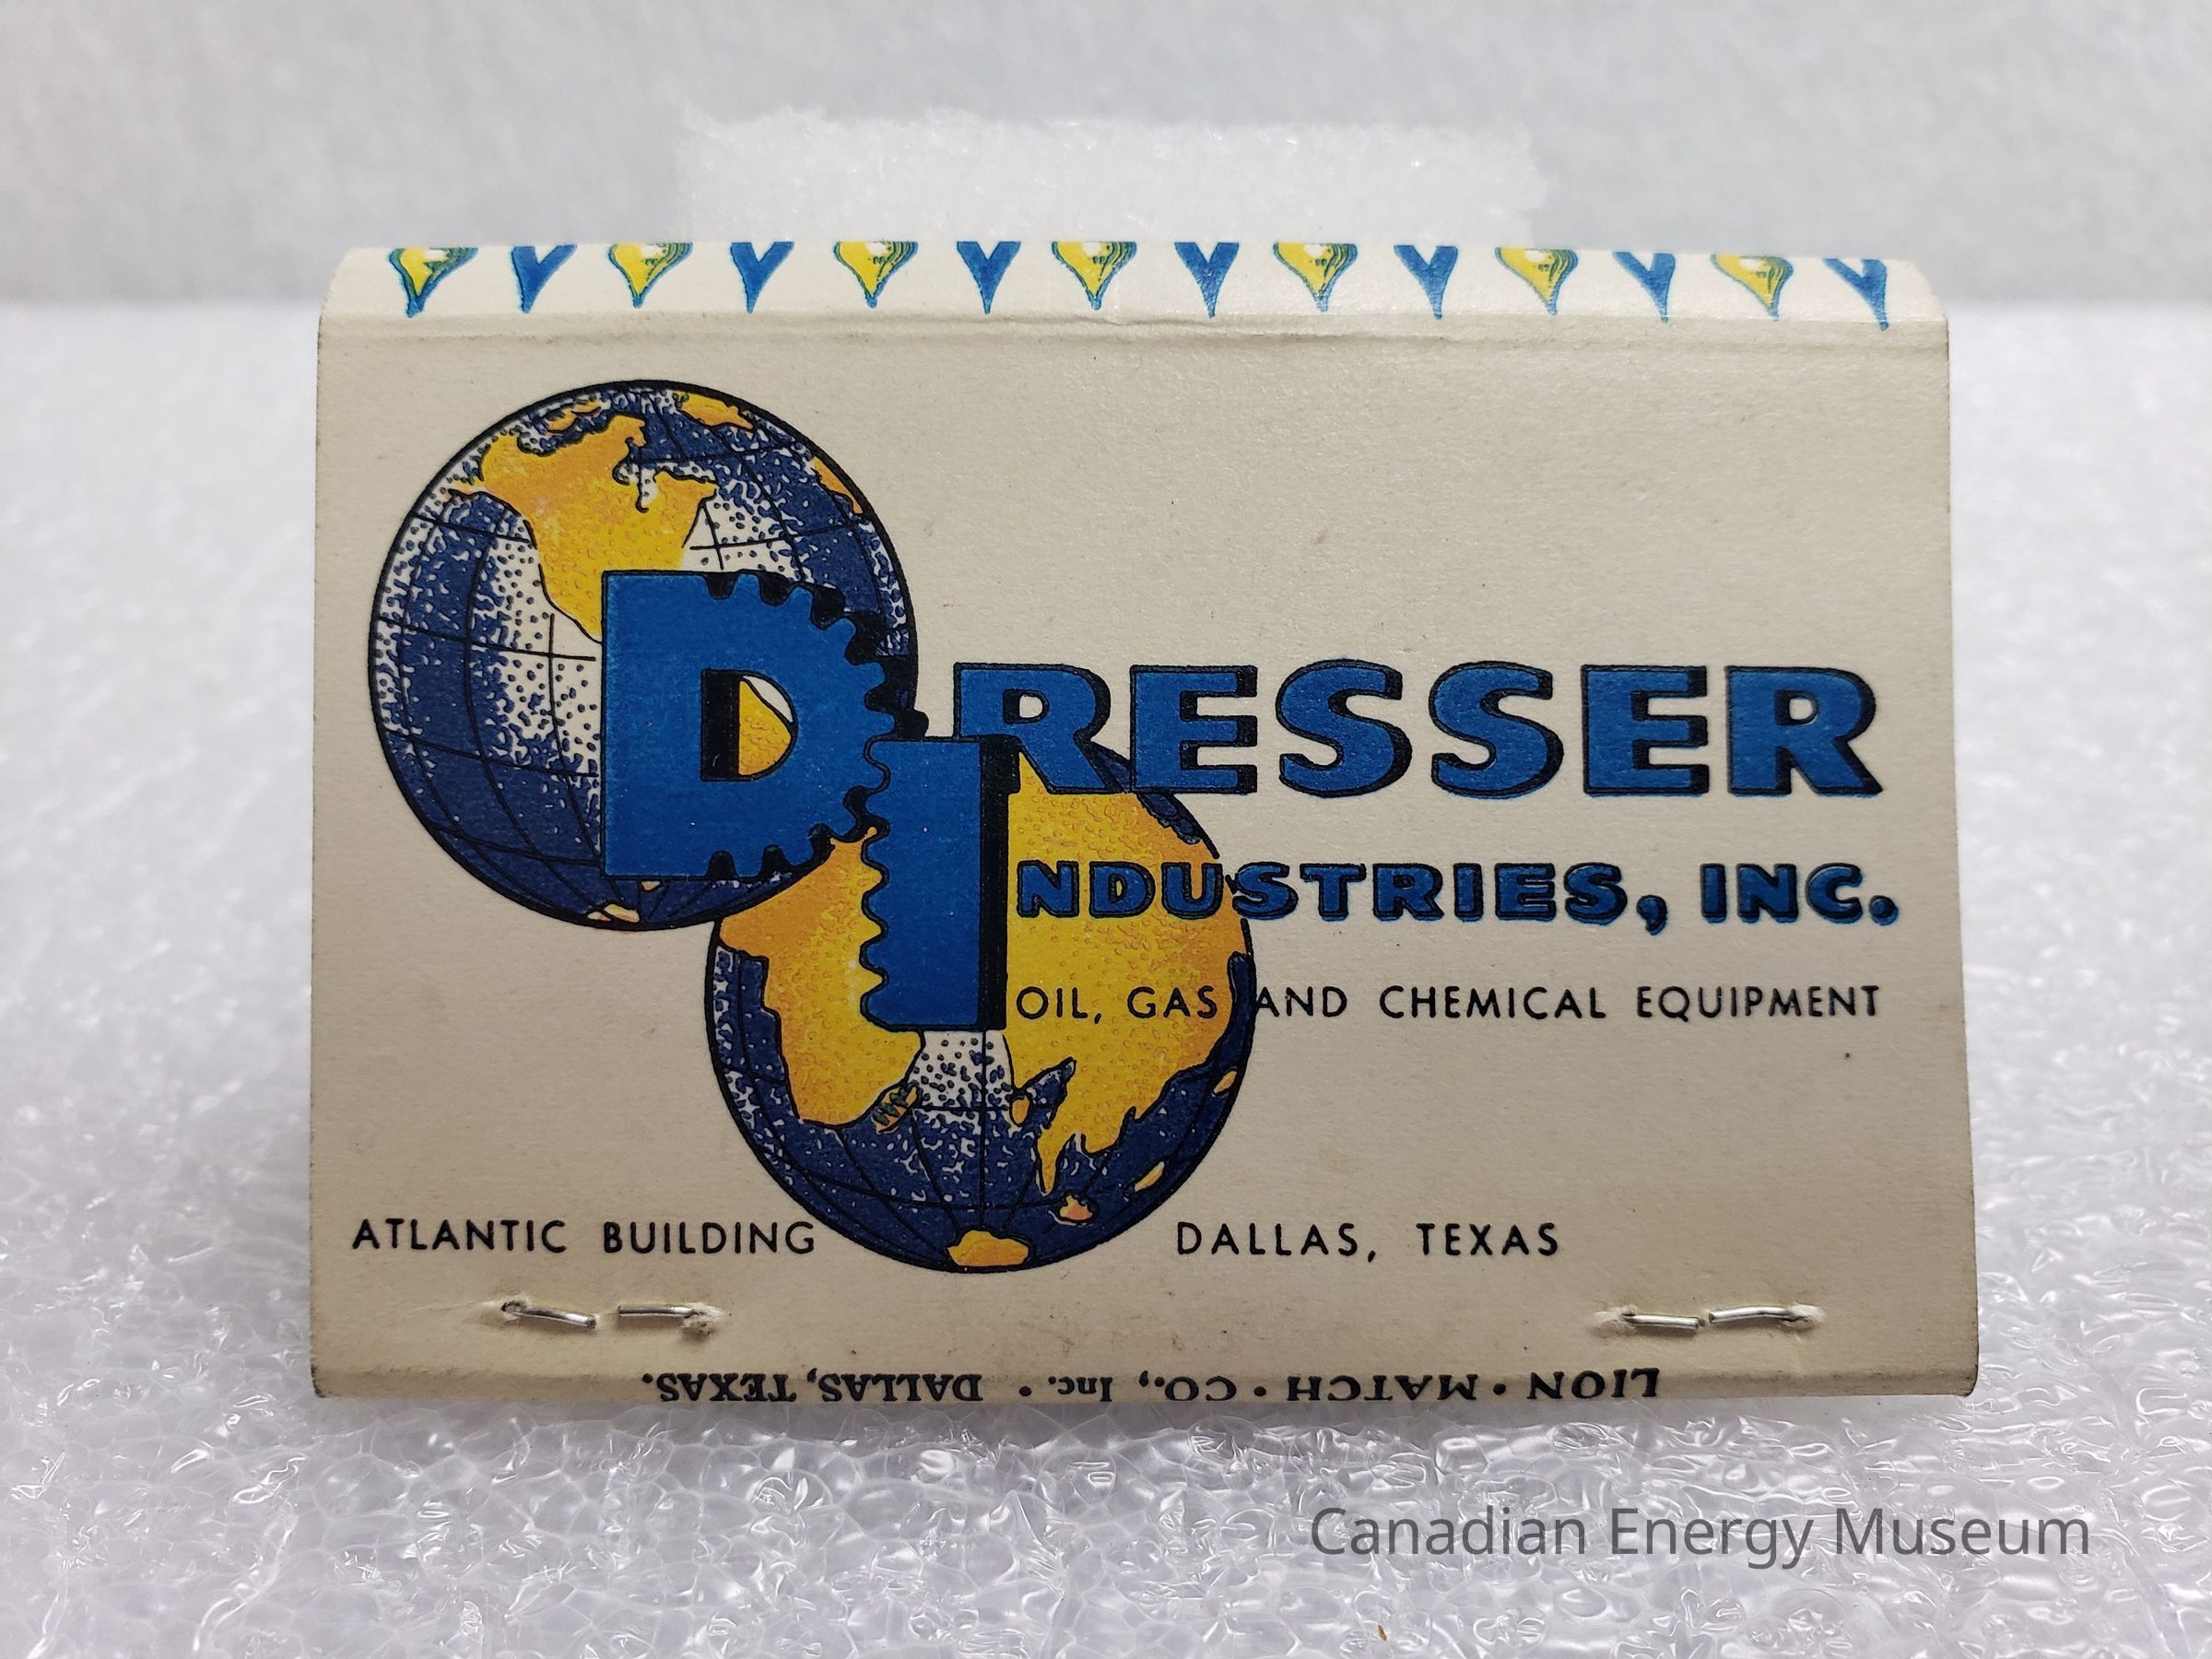 DRESSER
INDUSTRIES, INC.
OIL, GAS AND CHEMICAL EQUIPMENT
ATLANTIC BUILDING DALLAS, TEXAS
LION • MATCH • CO., Inc. • DALLAS, TEXAS.
Canadian Energy Museum